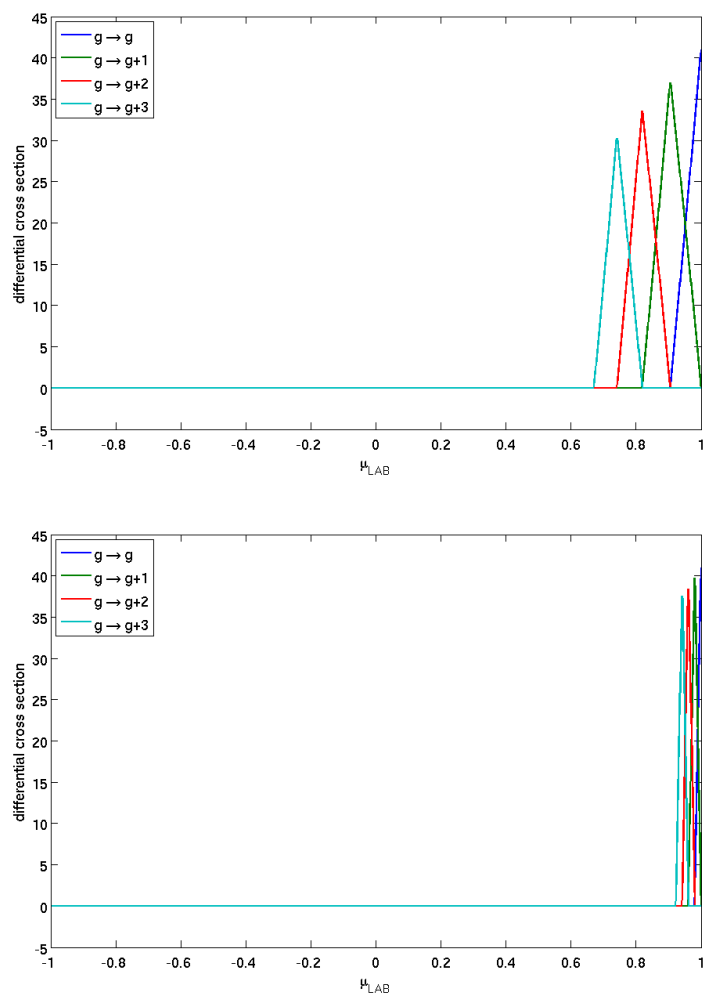 45
40
35
30
25
20
15
10
5
0
-5
differential cross section
g → g
g → g+1
g → g+2
g → g+3
-1 -0.8 -0.6 -0.4 -0.2 0 0.2 0.4 0.6 0.8 1
μLAB
45
40
35
30
25
20
15
10
5
0
-5
differential cross section
g → g
g → g+1
g → g+2
g → g+3
-1 -0.8 -0.6 -0.4 -0.2 0 0.2 0.4 0.6 0.8 1
μLAB